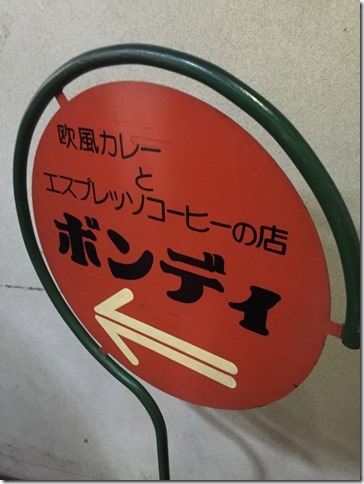 欧風カレー
と
エスプレッソコーヒーの店
ボンディ